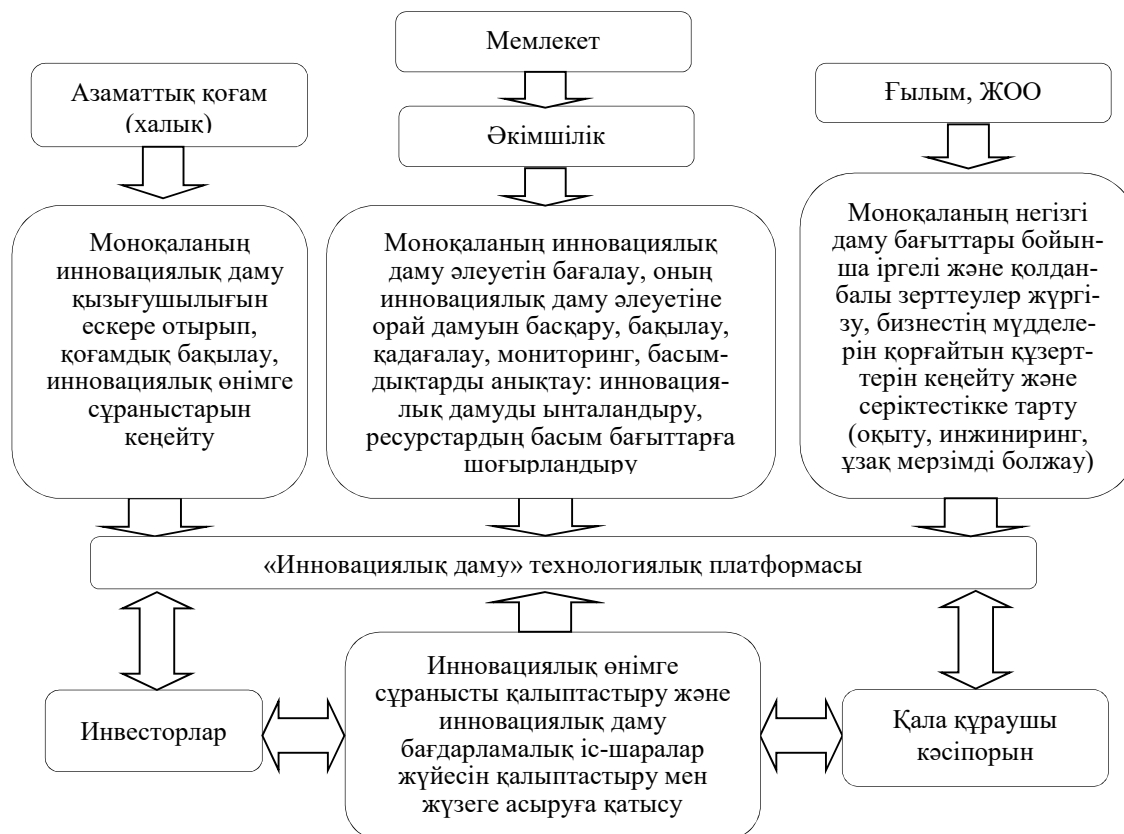 Мемлекет
Азаматтық қоғам
(халық)
Әкімшілік
Ғылым, ЖОО
Моноқаланың
инновациялық даму
қызығушылығын
ескере отырып,
қоғамдық бақылау,
инновациялық өнімге
сұраныстарын
кеңейту
Моноқаланың инновациялық
даму әлеуетін бағалау, оның
инновациялық даму әлеуетіне
орай дамуын басқару, бақылау,
қадағалау, мониторинг, басым-
дықтарды анықтау: инновация-
лық дамуды ынталандыру,
ресурстардың басым бағыттарға
шоғырландыру
Моноқаланың негізгі
даму бағыттары бойын-
ша іргелі және қолдан-
балы зерттеулер жүргі-
зу, бизнестің мүдделе-
рін қорғайтын құзерт-
терін кеңейту және
серіктестікке тарту
(оқыту, инжиниринг,
ұзақ мерзімді болжау)
«Инновациялық даму» технологиялық платформасы
Инвесторлар
Инновациялық өнімге
сұранысты қалыптастыру және
инновациялық даму
бағдарламалық іс-шаралар
жүйесін қалыптастыру мен
жүзеге асыруға қатысу
Қала құраушы
кәсіпорын